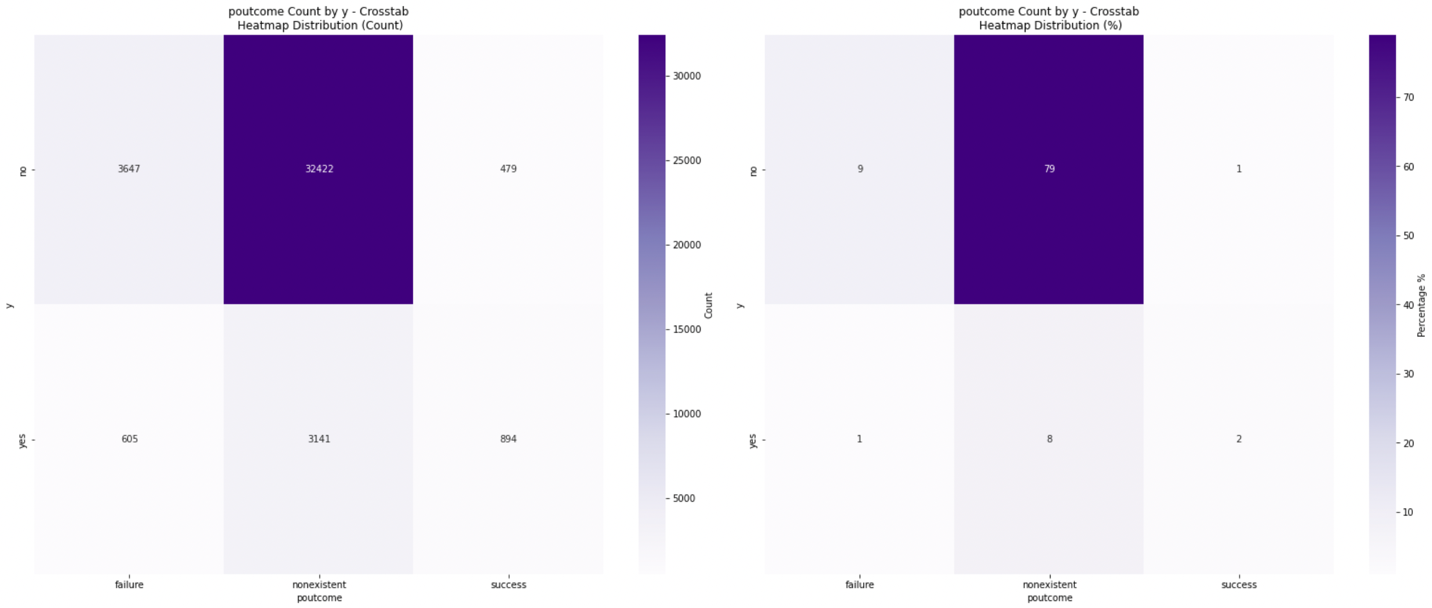 poutcome Count by y - Crosstab
Heatmap Distribution (Count)
no
3647 32422 479
y
yes
605 3141 894
failure nonexistent success
poutcome
30000
25000
20000
15000
10000
5000
Count
poutcome Count by y - Crosstab
Heatmap Distribution (%)
no
9 79 1
y
yes
1 8 2
failure nonexistent success
poutcome
70
60
50
40
30
20
10
Percentage %